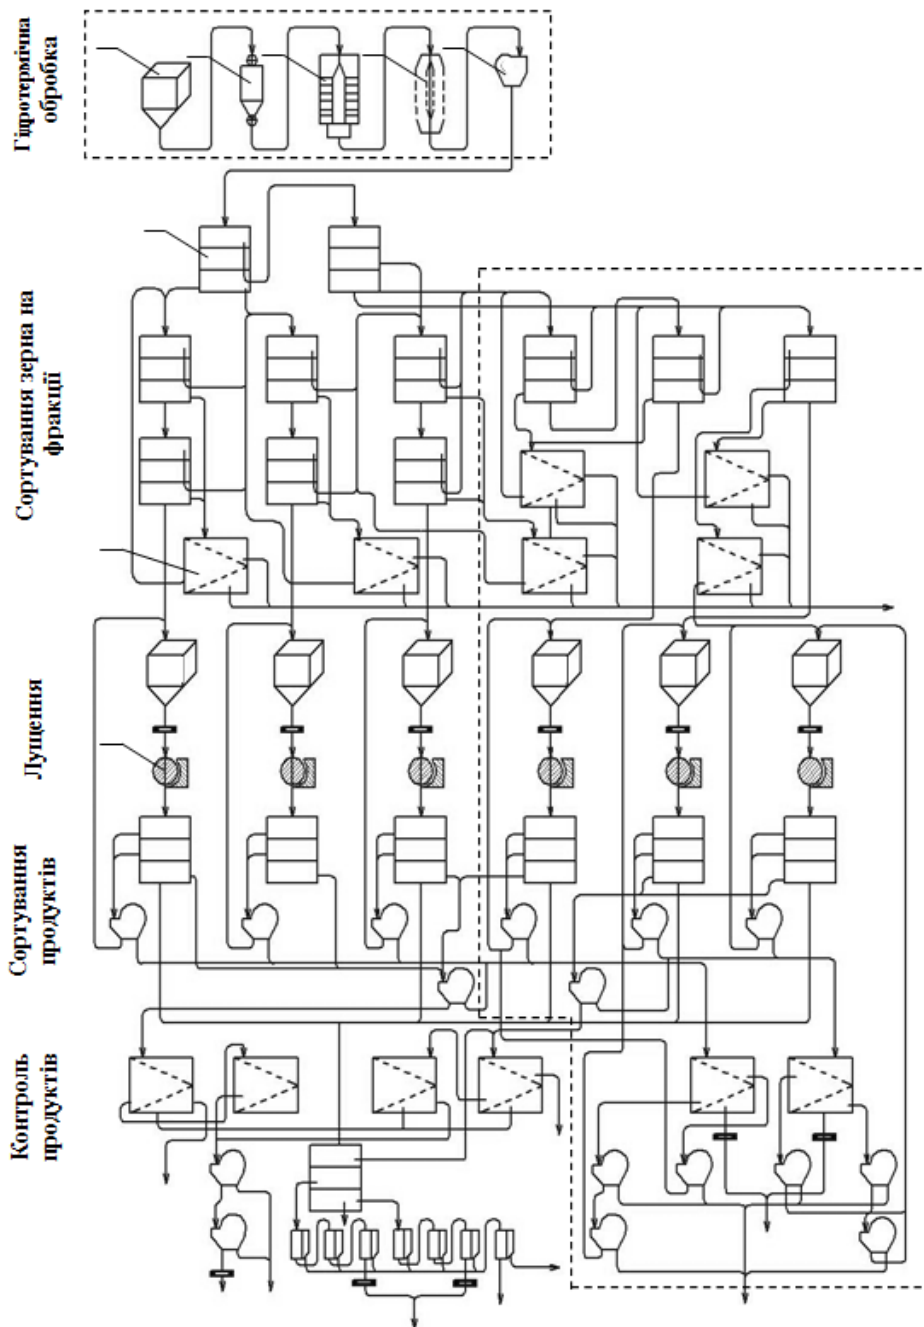 Гідротермічна
обробка
Сортування зерна на
фракції
Лущення
Сортування
продуктів
Контроль
продуктів